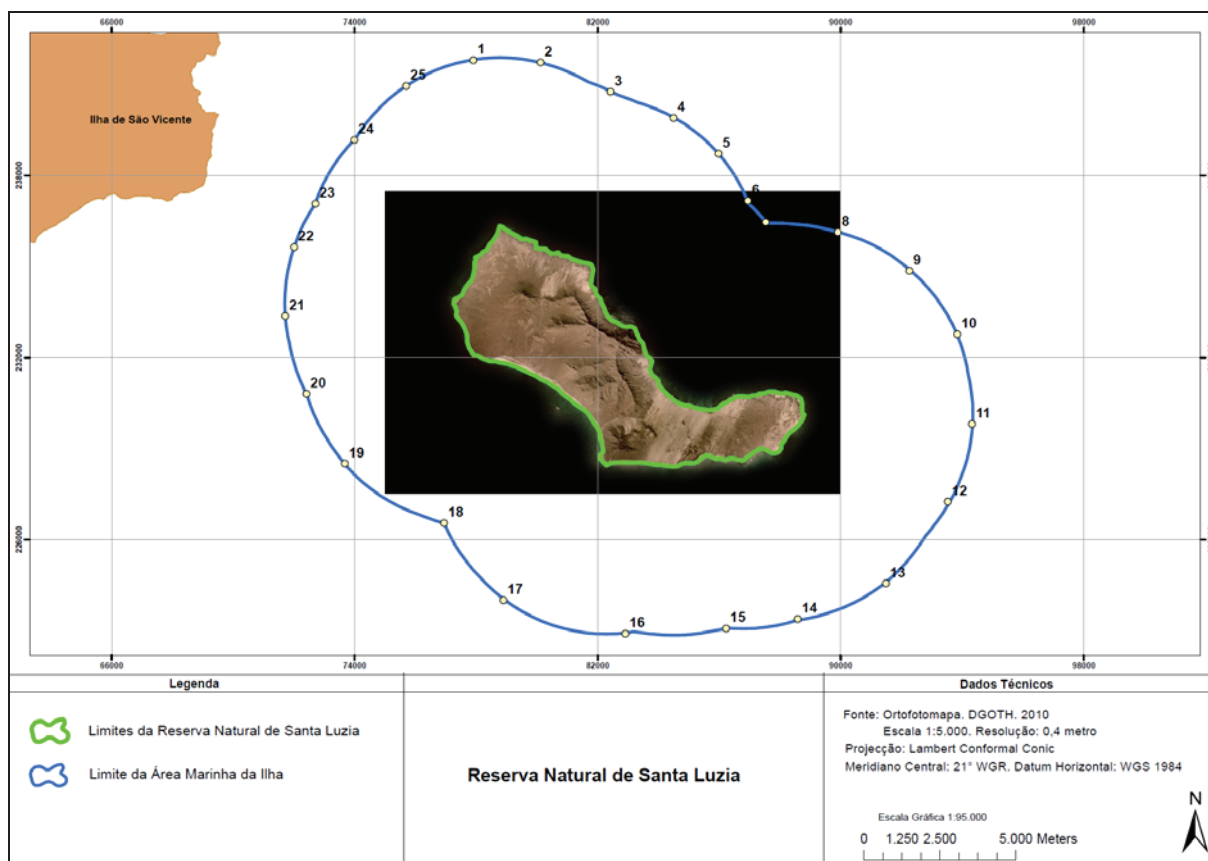 66000 74000 82000 90000 98000
1 2
25 3
4
Ilha de São Vicente
24 5
238000 238000
23 6
8
22
9
21 10
232000
20
11
19
12
18
226000
13
17
14
16 15
66000 74000 82000 90000 98000
Legenda
Limites da Reserva Natural de Santa Luzia
Limite da Área Marinha da Ilha
Reserva Natural de Santa Luzia
Dados Técnicos
Fonte: Ortofotomapa. DGOTH. 2010
Escala 1:5.000. Resolução: 0,4 metro
Projecção: Lambert Conformal Conic
Meridiano Central: 21° WGR. Datum Horizontal: WGS 1984
Escala Gráfica 1:95.000
0 1.250 2.500 5.000 Meters
N